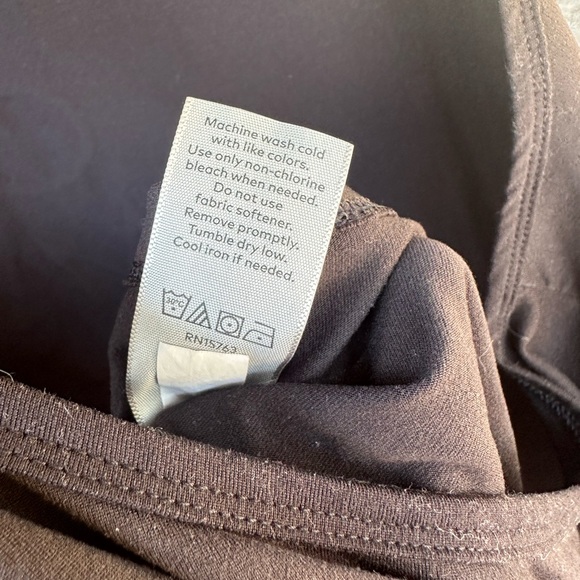 Machine wash cold
with like colors.
Use only non-chlorine
bleach when needed.
Do not use
fabric softener.
Remove promptly.
Tumble dry low.
Cool iron if needed.
30°C
RN15763